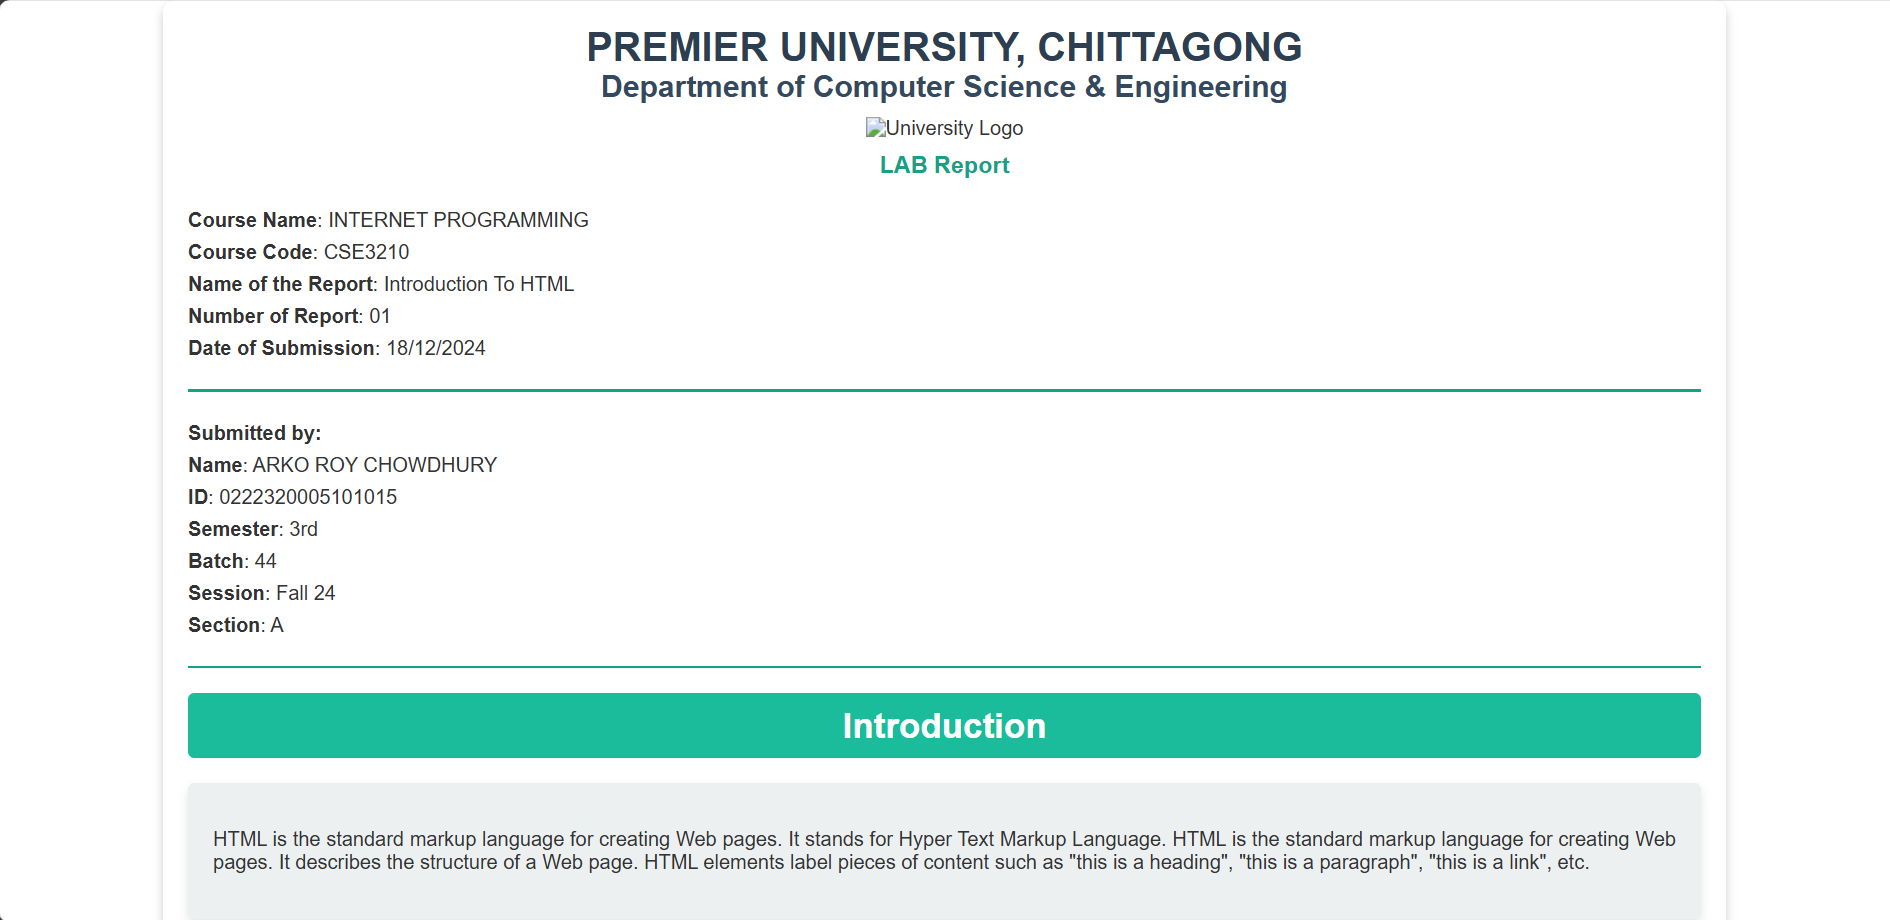 PREMIER UNIVERSITY, CHITTAGONG
Department of Computer Science & Engineering
University Logo
LAB Report
Course Name: INTERNET PROGRAMMING
Course Code: CSE3210
Name of the Report: Introduction To HTML
Number of Report: 01
Date of Submission: 18/12/2024
Submitted by:
Name: ARKO ROY CHOWDHURY
ID: 0222320005101015
Semester: 3rd
Batch: 44
Session: Fall 24
Section: A
Introduction
HTML is the standard markup language for creating Web pages. It stands for Hyper Text Markup Language. HTML is the standard markup language for creating Web
pages. It describes the structure of a Web page. HTML elements label pieces of content such as "this is a heading", "this is a paragraph", "this is a link", etc.